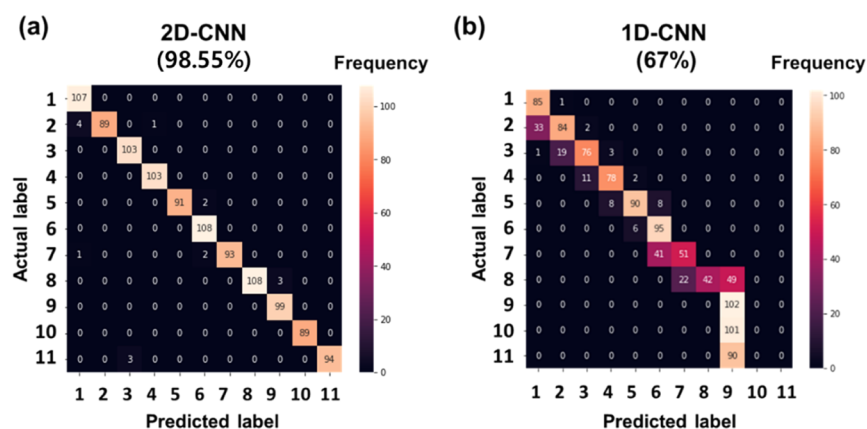 (a)
2D-CNN
(98.55%)
Frequency
1 107 0 0 0 0 0 0 0 0 0 0
2 4 89 0 1 0 0 0 0 0 0 0
3 0 0 103 0 0 0 0 0 0 0 0
4 0 0 0 103 0 0 0 0 0 0 0
5 0 0 0 0 91 2 0 0 0 0 0
6 0 0 0 0 0 108 0 0 0 0 0
7 1 0 0 0 0 2 93 0 0 0 0
8 0 0 0 0 0 0 0 108 3 0 0
9 0 0 0 0 0 0 0 0 99 0 0
10 0 0 0 0 0 0 0 0 0 89 0
11 0 0 3 0 0 0 0 0 0 0 94
1 2 3 4 5 6 7 8 9 10 11
Actual label
Predicted label
100
80
60
40
20
0
(b)
1D-CNN
(67%)
Frequency
1 85 1 0 0 0 0 0 0 0 0 0
2 33 84 2 0 0 0 0 0 0 0 0
3 1 19 76 3 0 0 0 0 0 0 0
4 0 0 11 78 2 0 0 0 0 0 0
5 0 0 0 8 90 8 0 0 0 0 0
6 0 0 0 0 6 95 0 0 0 0 0
7 0 0 0 0 0 41 51 0 0 0 0
8 0 0 0 0 0 0 22 42 49 0 0
9 0 0 0 0 0 0 0 0 102 0 0
10 0 0 0 0 0 0 0 0 101 0 0
11 0 0 0 0 0 0 0 0 90 0 0
1 2 3 4 5 6 7 8 9 10 11
Actual label
Predicted label
100
80
60
40
20
0